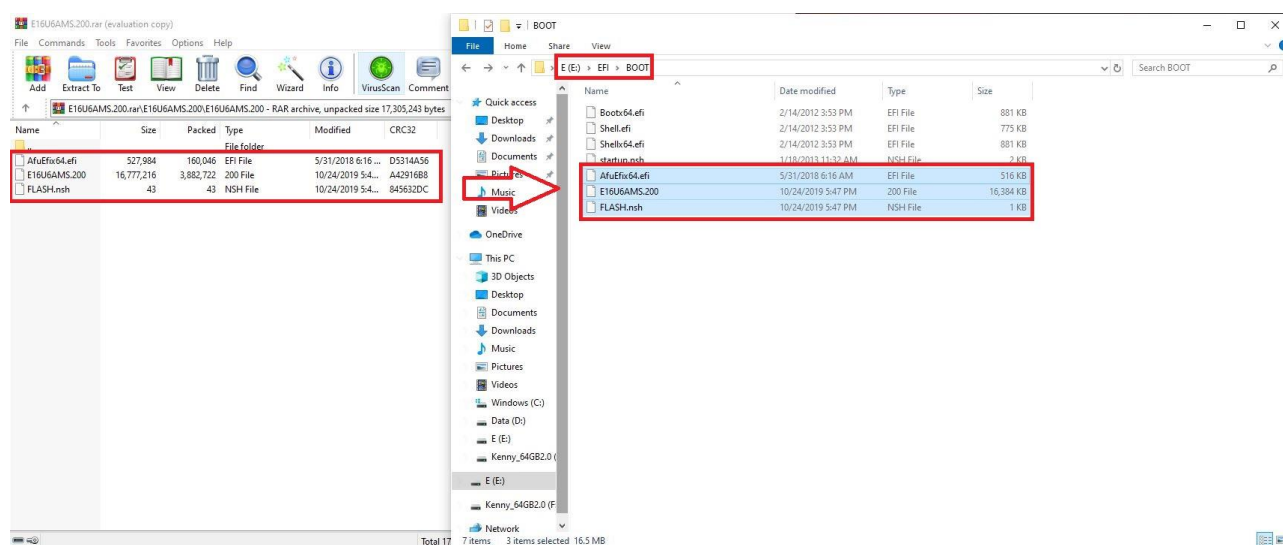 E16U6AMS.200.rar (evaluation copy)
File Commands Tools Favorites Options Help
Add Extract To Test View Delete Find Wizard Info VirusScan Comment
E16U6AMS.200.rar\E16U6AMS.200\E16U6AMS.200 - RAR archive, unpacked size 17,305,243 bytes
Name Size Packed Type Modified CRC32
.. File folder
AfuEfix64.efi 527,984 160,046 EFI File 5/31/2018 6:16 ... D5314A56
E16U6AMS.200 16,777,216 3,882,722 200 File 10/24/2019 5:4... A42916B8
FLASH.nsh 43 43 NSH File 10/24/2019 5:4... 845632DC
Total 17
BOOT
File Home Share View
E (E:) > EFI > BOOT
Search BOOT
Quick access
Desktop
Downloads
Documents
Pictures
Music
Videos
OneDrive
This PC
3D Objects
Desktop
Documents
Downloads
Music
Pictures
Videos
Windows (C:)
Data (D:)
E (E:)
Kenny_64GB2.0 (
E (E:)
Kenny_64GB2.0 (F
Network
Name Date modified Type Size
Bootx64.efi 2/14/2012 3:53 PM EFI File 881 KB
Shell.efi 2/14/2012 3:53 PM EFI File 775 KB
Shellx64.efi 2/14/2012 3:53 PM EFI File 881 KB
startup.nsh 1/18/2013 11:32 AM NSH File 2 KB
AfuEfix64.efi 5/31/2018 6:16 AM EFI File 516 KB
E16U6AMS.200 10/24/2019 5:47 PM 200 File 16,384 KB
FLASH.nsh 10/24/2019 5:47 PM NSH File 1 KB
7 items 3 items selected 16.5 MB